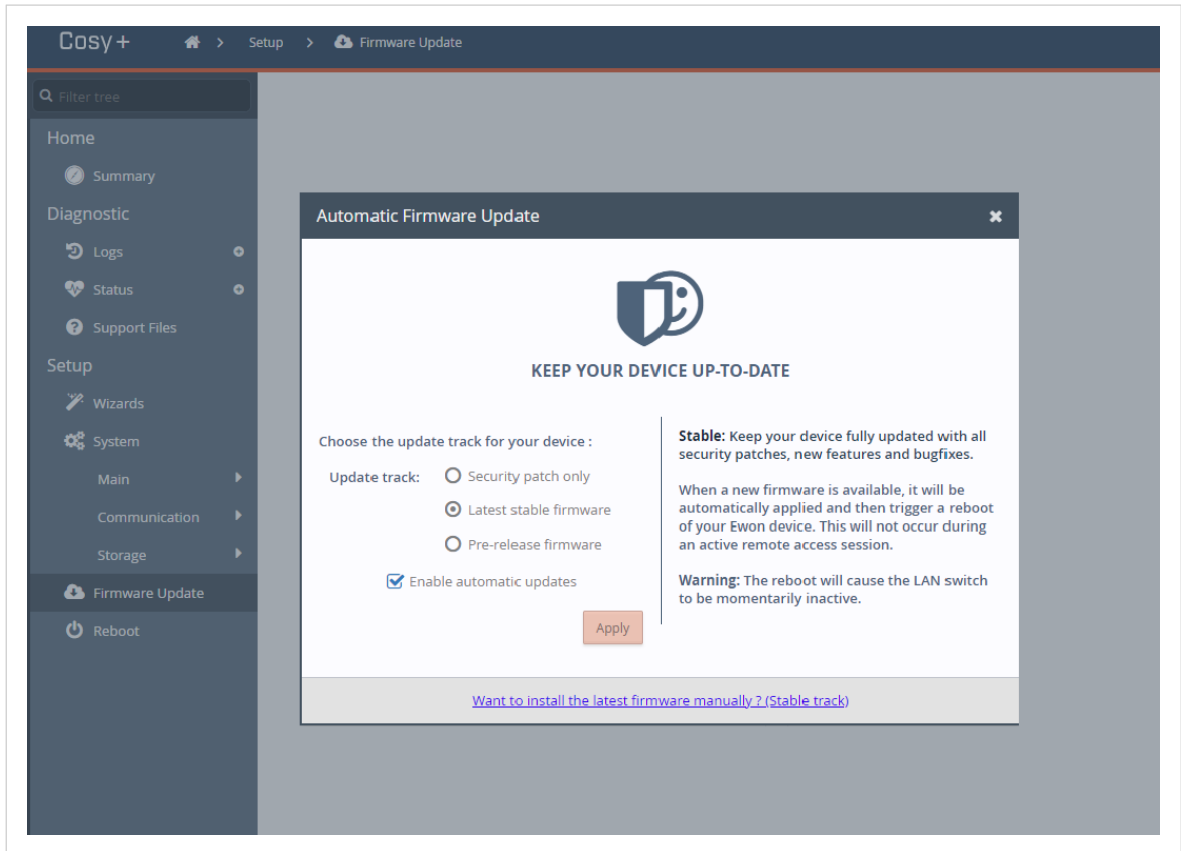 Cosy+
Setup
Firmware Update
Filter tree
Home
Summary
Diagnostic
Logs
Status
Support Files
Setup
Wizards
System
Main
Communication
Storage
Firmware Update
Reboot
Automatic Firmware Update
KEEP YOUR DEVICE UP-TO-DATE
Choose the update track for your device :
Update track:
Security patch only
Latest stable firmware
Pre-release firmware
Enable automatic updates
Apply
Stable: Keep your device fully updated with all
security patches, new features and bugfixes.
When a new firmware is available, it will be
automatically applied and then trigger a reboot
of your Ewon device. This will not occur during
an active remote access session.
Warning: The reboot will cause the LAN switch
to be momentarily inactive.
Want to install the latest firmware manually ? (Stable track)